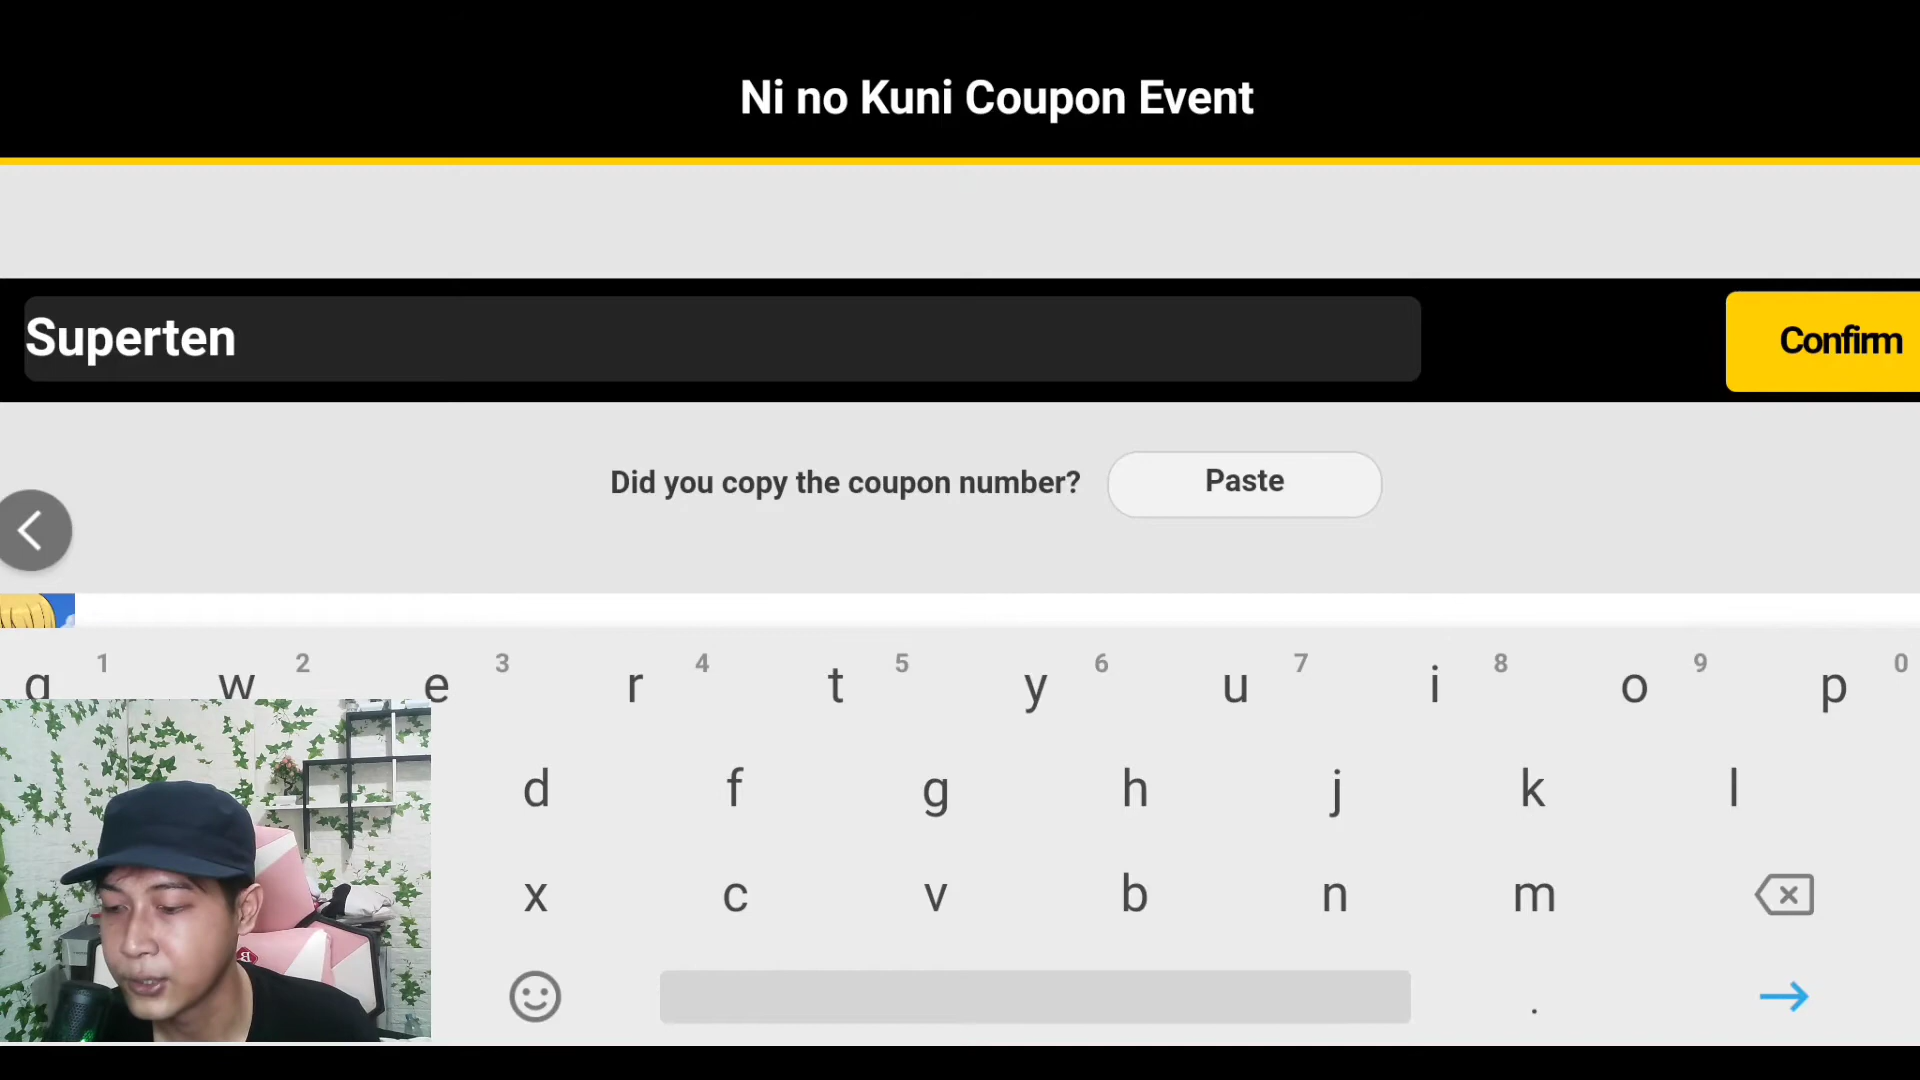 Ni no Kuni Coupon Event
Superten
Confirm
Did you copy the coupon number?
Paste
1 2 3 4 5 6 7 8 9 0
q w e r t y u i o p
d f g h j k l
x c v b n m
.